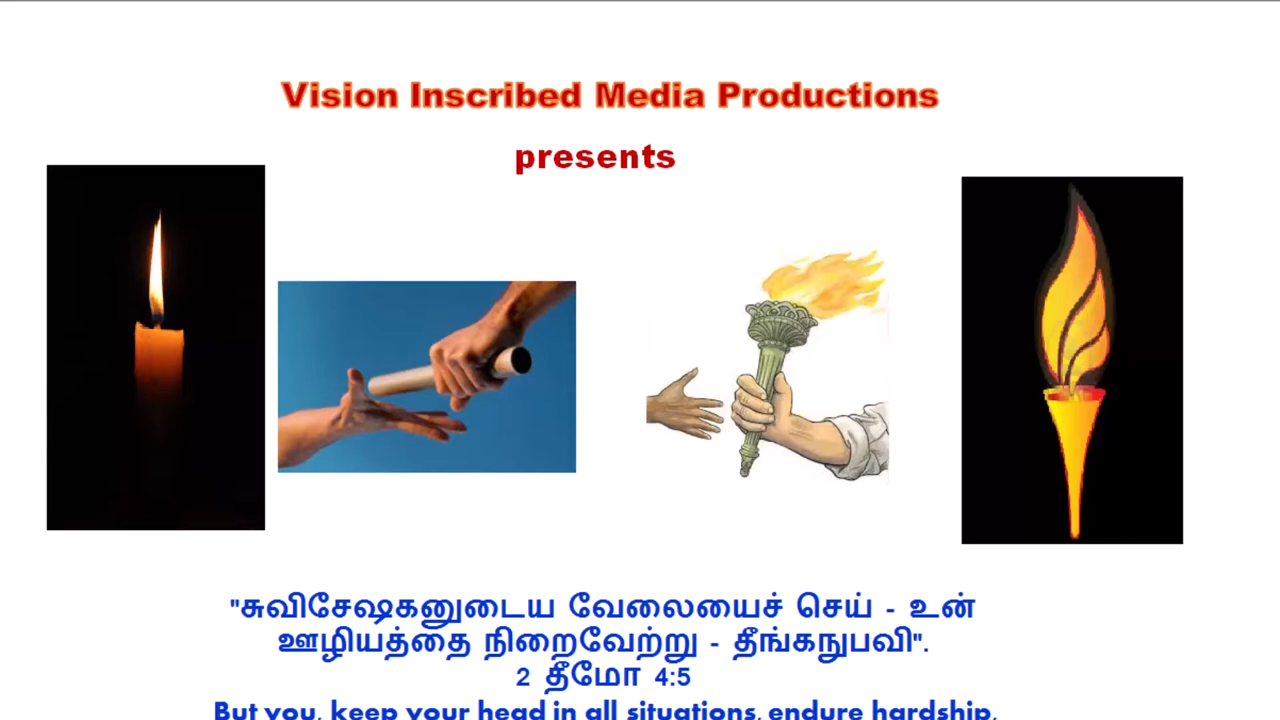 Vision Inscribed Media Productions
presents
"சுவிசேஷகனுடைய வேலையைச் செய் - உன்
ஊழியத்தை நிறைவேற்று - தீங்கநுபவி".
2 தீமோ 4:5
But you, keep your head in all situations, endure hardship,